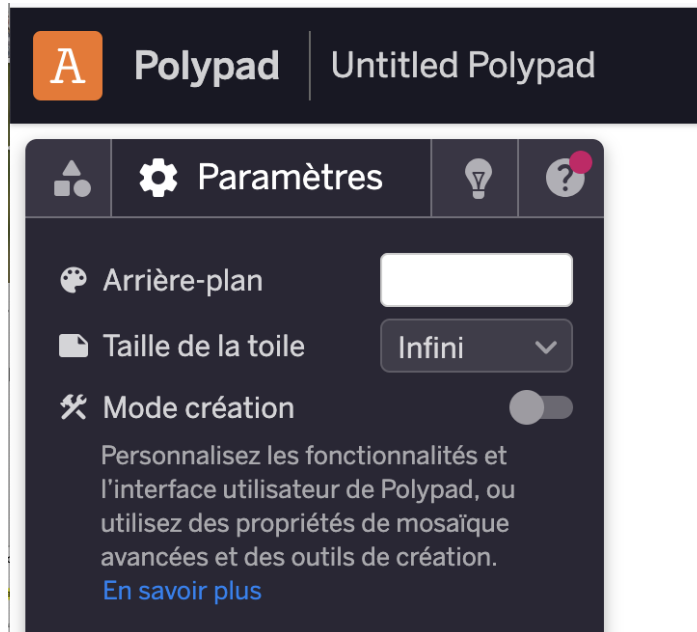 A Polypad Untitled Polypad
Paramètres ?
Arrière-plan
Taille de la toile Infini
Mode création
Personnalisez les fonctionnalités et
l'interface utilisateur de Polypad, ou
utilisez des propriétés de mosaïque
avancées et des outils de création.
En savoir plus